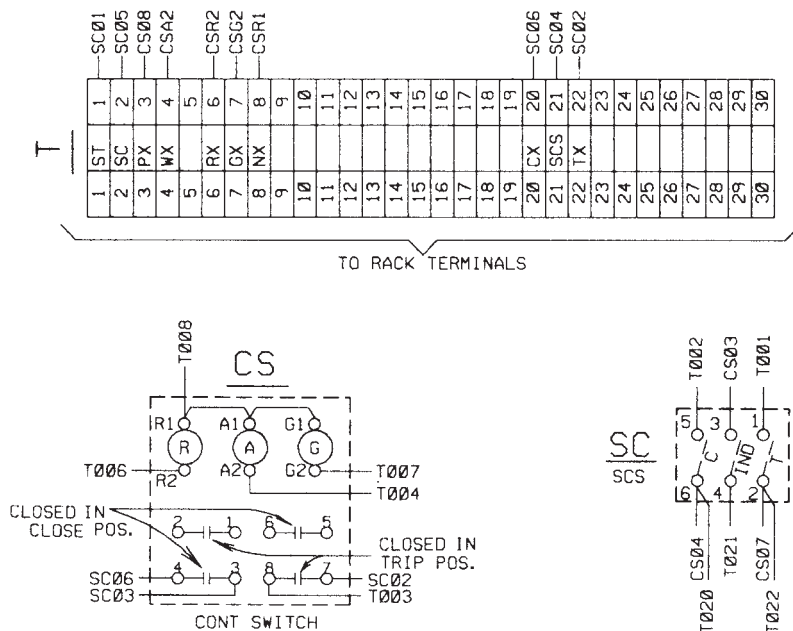 SC01 SC05 CS08 CSA2 CSR2 CSG2 CSR1 SC06 SC04 SC02
1 2 3 4 5 6 7 8 9 10 11 12 13 14 15 16 17 18 19 20 21 22 23 24 25 26 27 28 29 30
T ST SC PX WX RX GX NX CX SCS TX
1 2 3 4 5 6 7 8 9 10 11 12 13 14 15 16 17 18 19 20 21 22 23 24 25 26 27 28 29 30
TO RACK TERMINALS
T008
CS
R1 A1 G1
R A G
T006 R2 A2 G2 T007
T004
CLOSED IN
CLOSE POS.
2 1 6 5
CLOSED IN
TRIP POS.
SC06 4 3 8 7 SC02
SC03 T003
CONT SWITCH
T002 CS03 T001
5 3 1
SC
SCS
C IND T
6 4 2
CS04 T021 CS07
T020 T022